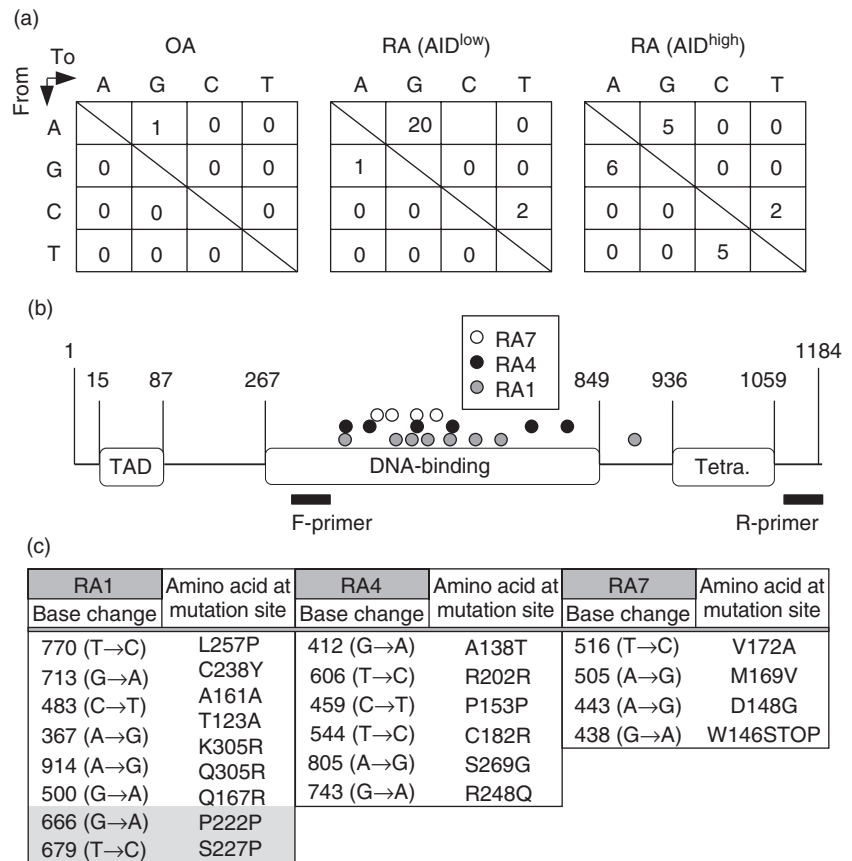 (a)
OA
RA (AID^low)
RA (AID^high)
From
To
A G C T
A G C T
A G C T
A 1 0 0
20 0
5 0 0
G 0 0 0
1 0 0
6 0 0
C 0 0 0
0 0 2
0 0 2
T 0 0 0
0 0 0
0 0 5
(b)
RA7
RA4
RA1
1
15
87
267
849
936
1059
1184
TAD
DNA-binding
Tetra.
F-primer
R-primer
(c)
RA1 Amino acid at mutation site RA4 Amino acid at mutation site RA7 Amino acid at mutation site
Base change Base change Base change
770 (T→C) L257P 412 (G→A) A138T 516 (T→C) V172A
713 (G→A) C238Y 606 (T→C) R202R 505 (A→G) M169V
483 (C→T) A161A 459 (C→T) P153P 443 (A→G) D148G
367 (A→G) T123A 544 (T→C) C182R 438 (G→A) W146STOP
914 (A→G) K305R 805 (A→G) S269G
500 (G→A) Q305R 743 (G→A) R248Q
Q167R
666 (G→A) P222P
679 (T→C) S227P